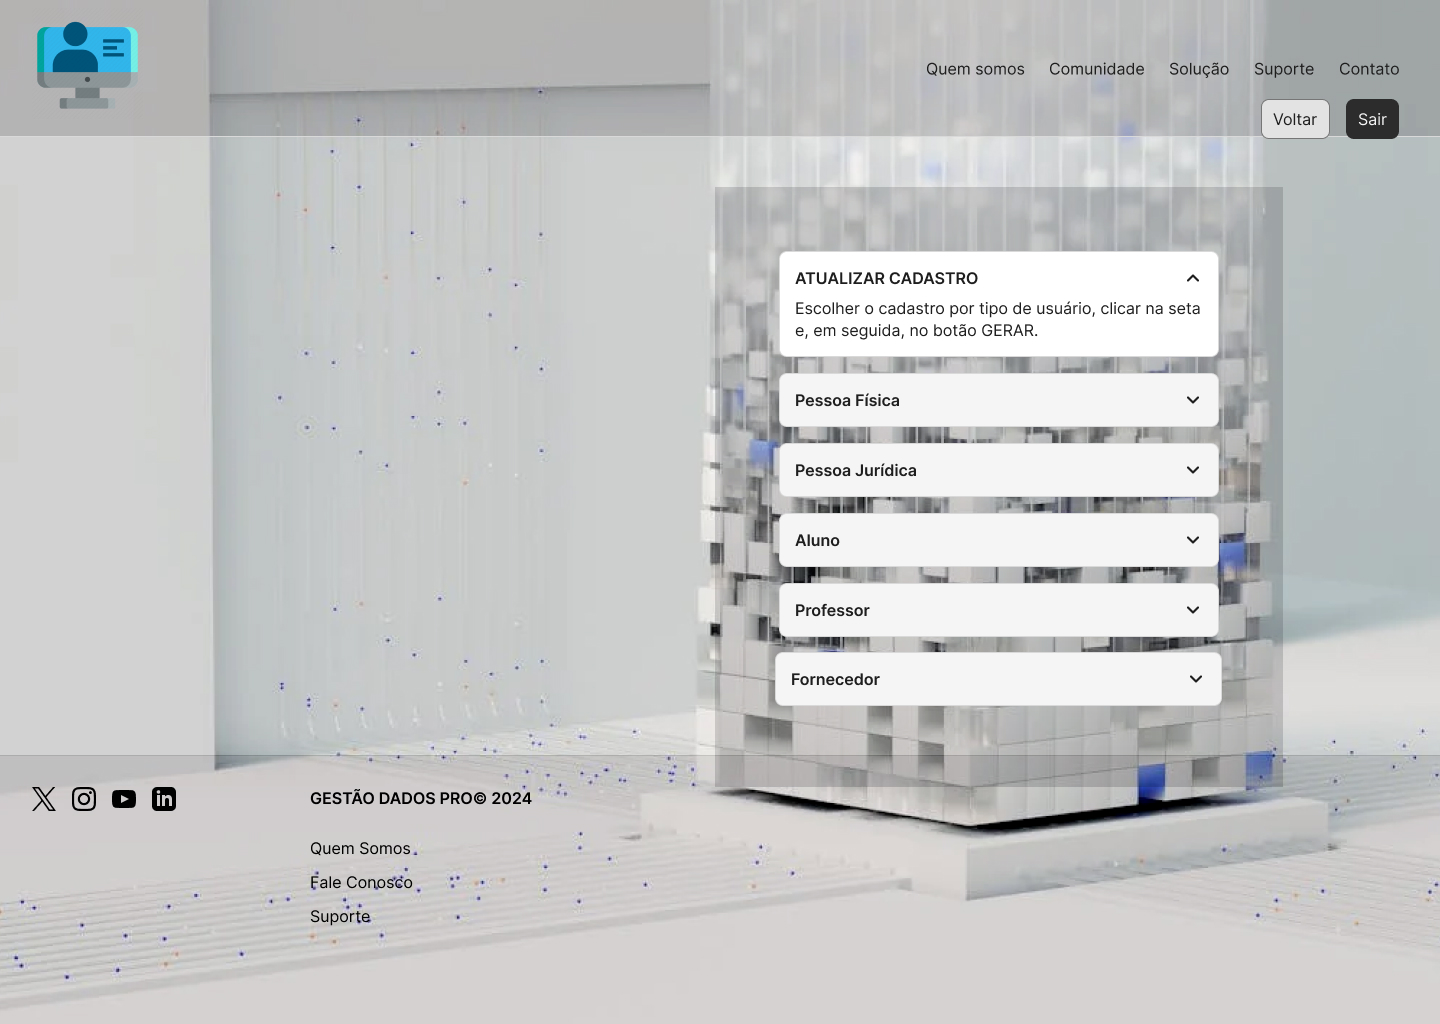 Quem somos
Comunidade
Solução
Suporte
Contato
Voltar
Sair
ATUALIZAR CADASTRO
Escolher o cadastro por tipo de usuário, clicar na seta
e, em seguida, no botão GERAR.
Pessoa Física
Pessoa Jurídica
Aluno
Professor
Fornecedor
GESTÃO DADOS PRO© 2024
Quem Somos
Fale Conosco
Suporte